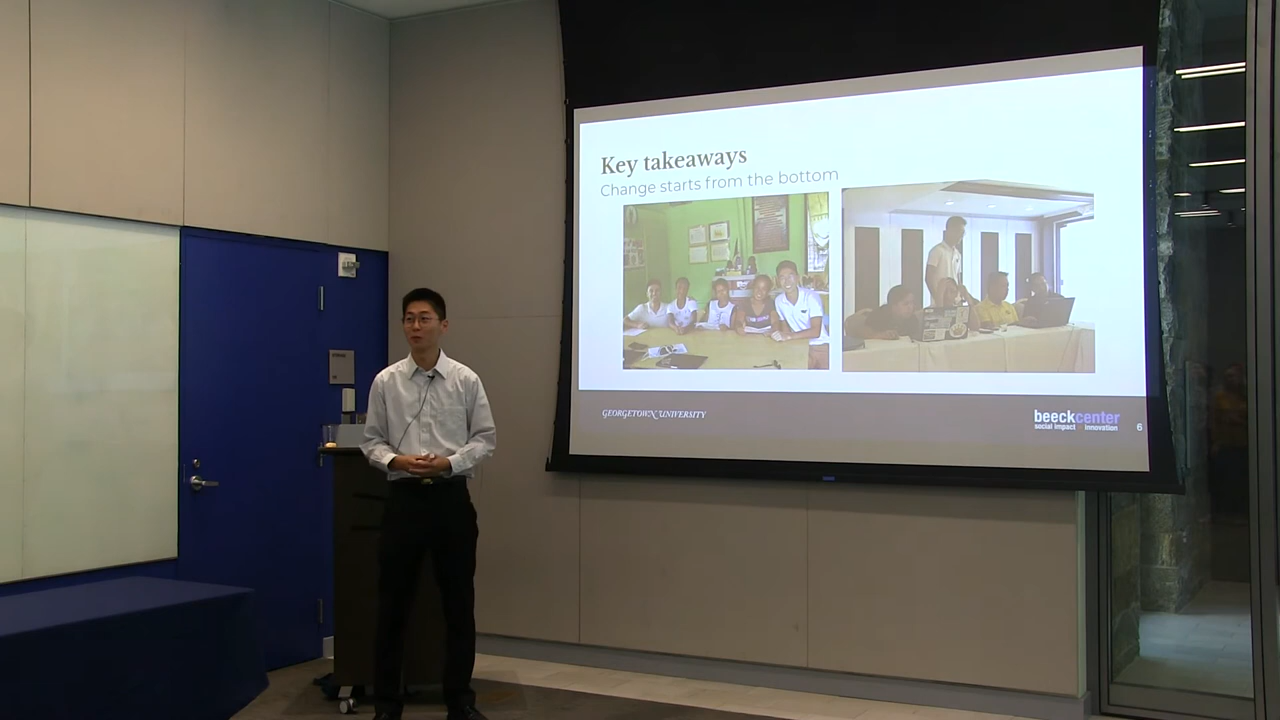 Key takeaways
Change starts from the bottom
GEORGETOWN UNIVERSITY
beeckcenter
social impact innovation
6